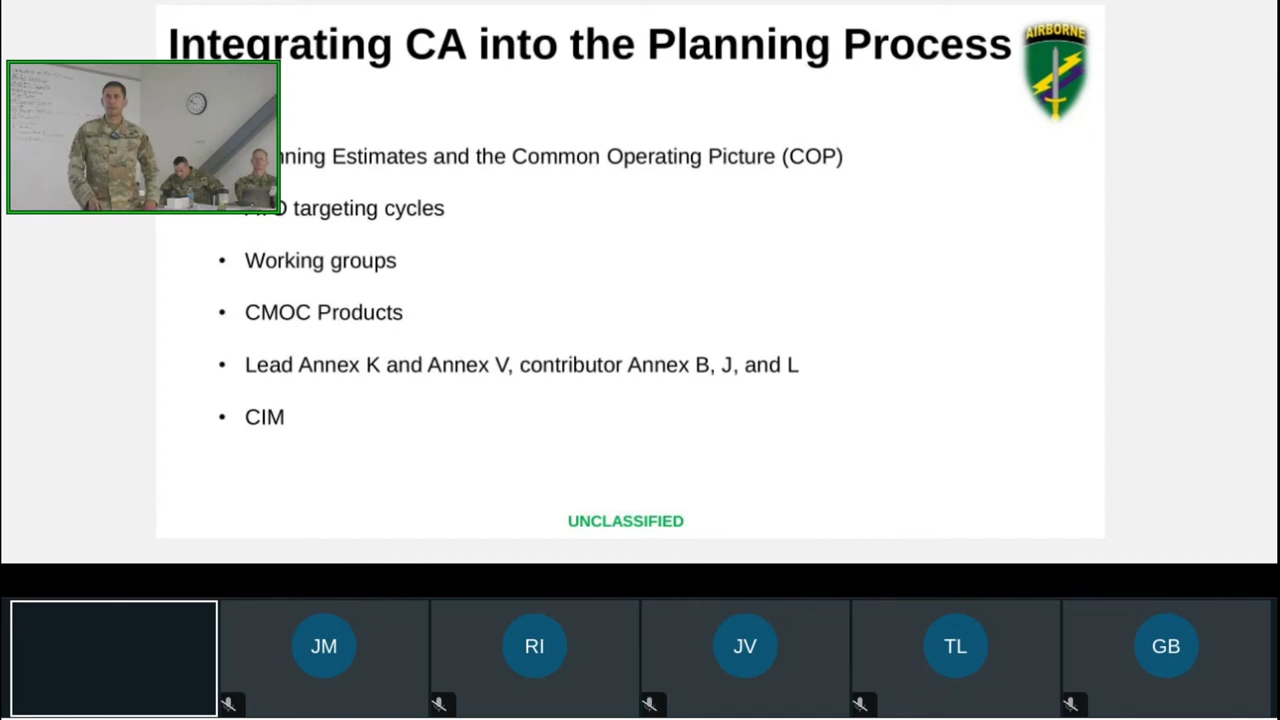 Integrating CA into the Planning Process
AIRBORNE
Estimates and the Common Operating Picture (COP)
targeting cycles
• Working groups
• CMOC Products
• Lead Annex K and Annex V, contributor Annex B, J, and L
• CIM
UNCLASSIFIED
JM
RI
JV
TL
GB